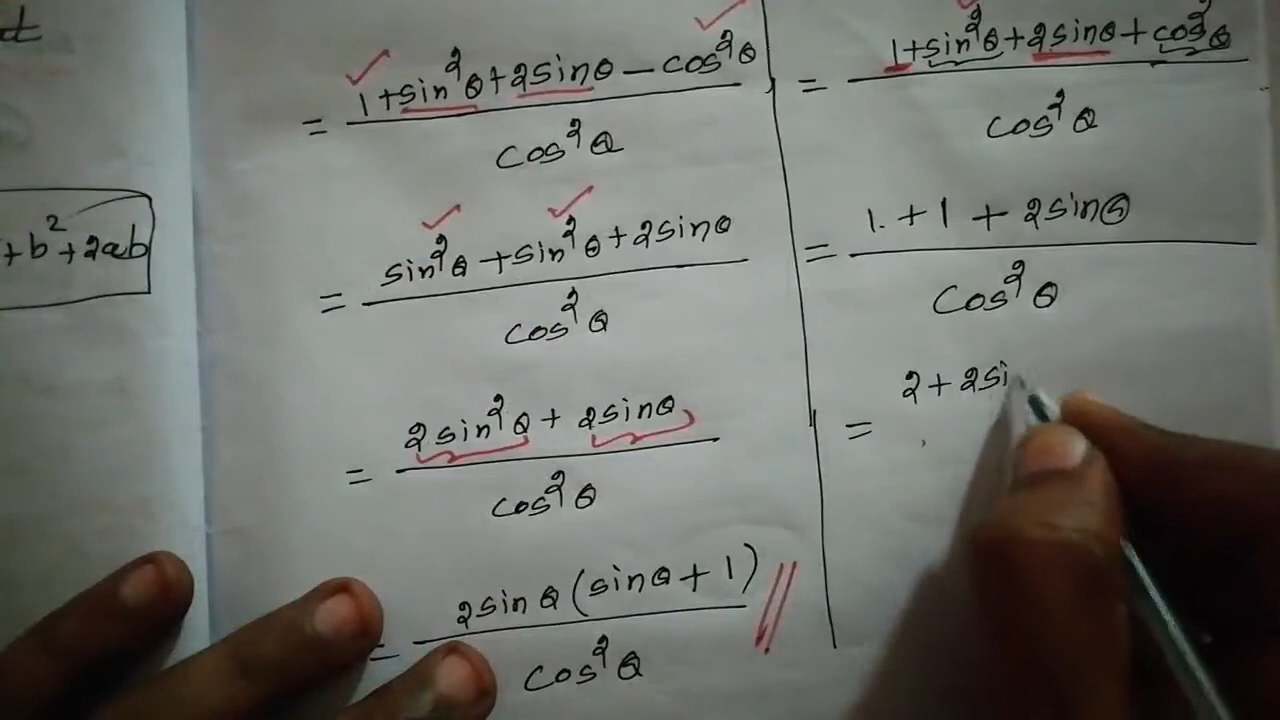 = 1 + sin²θ + 2sinθ − cos²θ / cos²θ
= sin²θ + sin²θ + 2sinθ / cos²θ
= 2sin²θ + 2sinθ / cos²θ
= 2sinθ (sinθ + 1) / cos²θ
= 1 + sin²θ + 2sinθ + cos²θ / cos²θ
= 1. + 1 + 2sinθ / cos²θ
= 2 + 2si
+ b² + 2ab